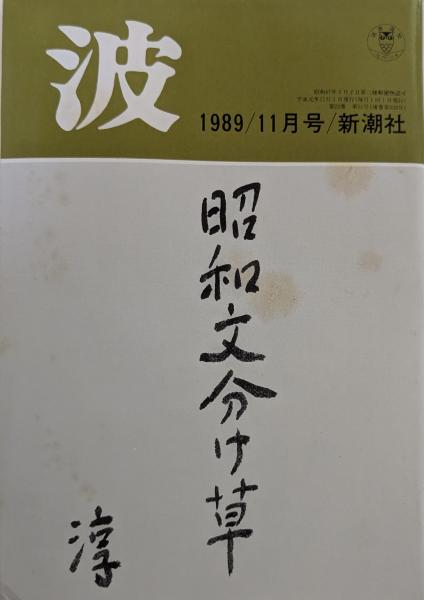 波
1989/11月号/新潮社
昭和文分け草
淳